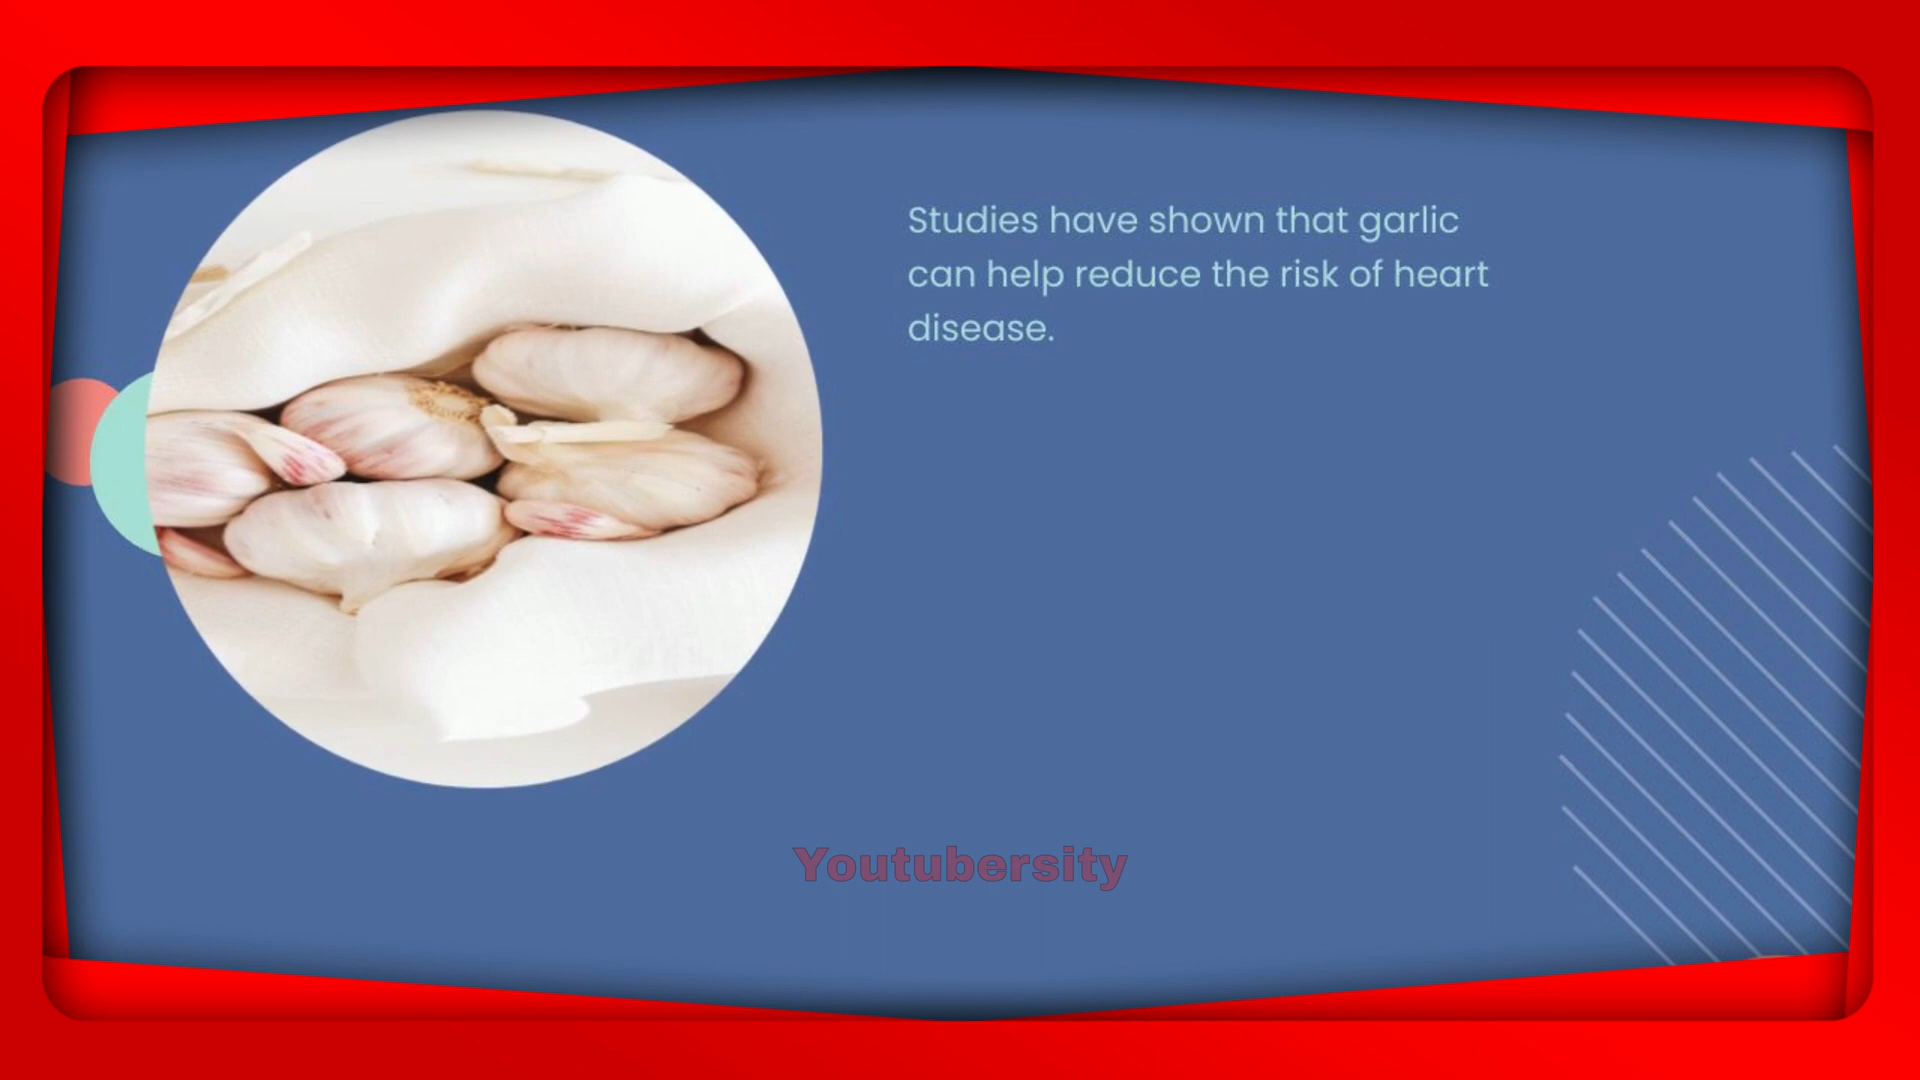 Studies have shown that garlic
can help reduce the risk of heart
disease.
Youtubersity